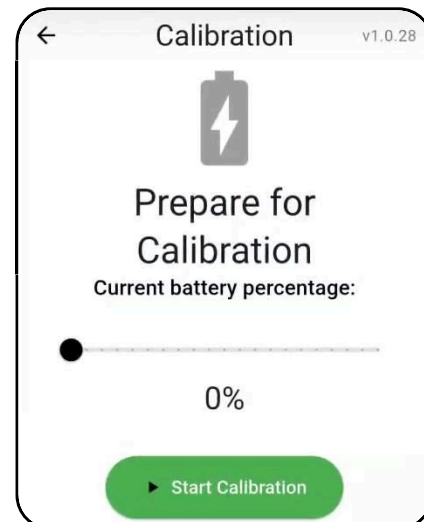 Calibration v1.0.28
Prepare for
Calibration
Current battery percentage:
0%
Start Calibration